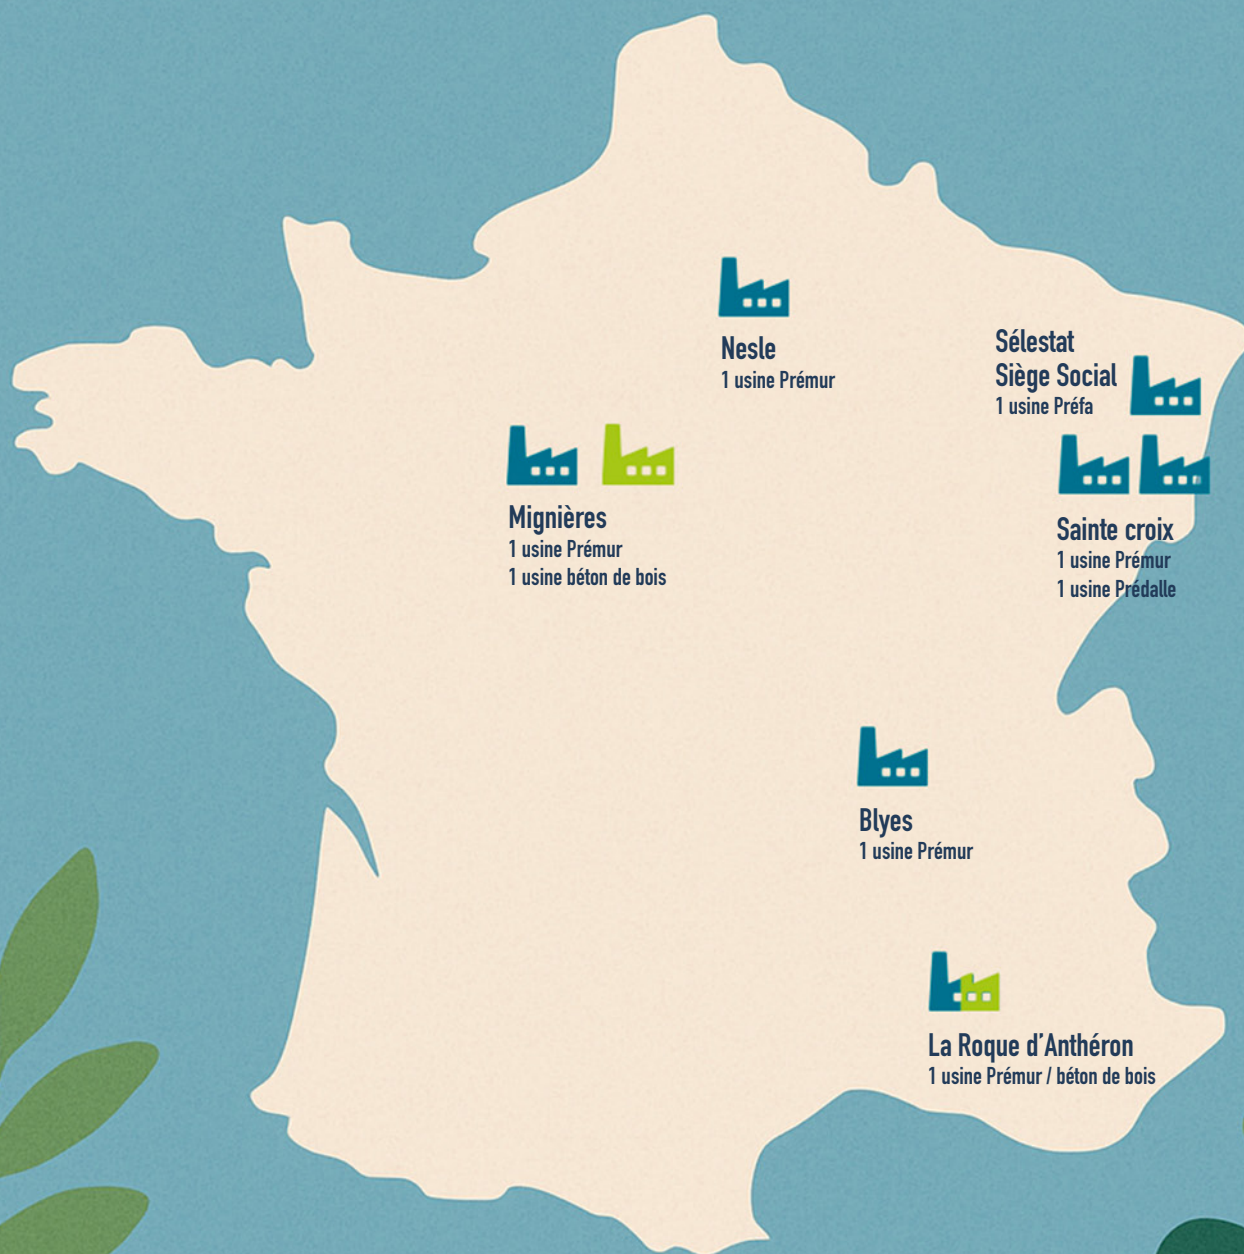 Nesle
1 usine Prémur
Sélestat
Siège Social
1 usine Préfa
Mignières
1 usine Prémur
1 usine béton de bois
Sainte croix
1 usine Prémur
1 usine Prédalle
Blyes
1 usine Prémur
La Roque d'Anthéron
1 usine Prémur / béton de bois